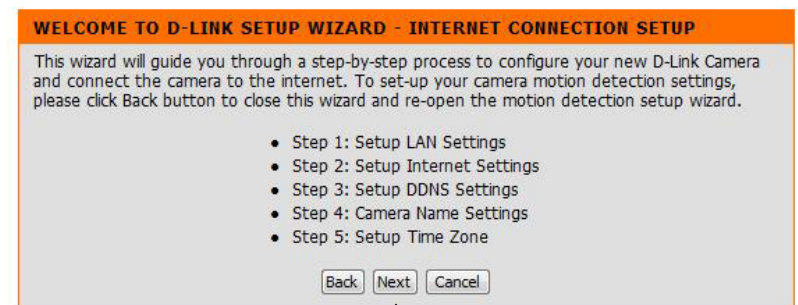 WELCOME TO D-LINK SETUP WIZARD - INTERNET CONNECTION SETUP
This wizard will guide you through a step-by-step process to configure your new D-Link Camera
and connect the camera to the internet. To set-up your camera motion detection settings,
please click Back button to close this wizard and re-open the motion detection setup wizard.
• Step 1: Setup LAN Settings
• Step 2: Setup Internet Settings
• Step 3: Setup DDNS Settings
• Step 4: Camera Name Settings
• Step 5: Setup Time Zone
Back Next Cancel